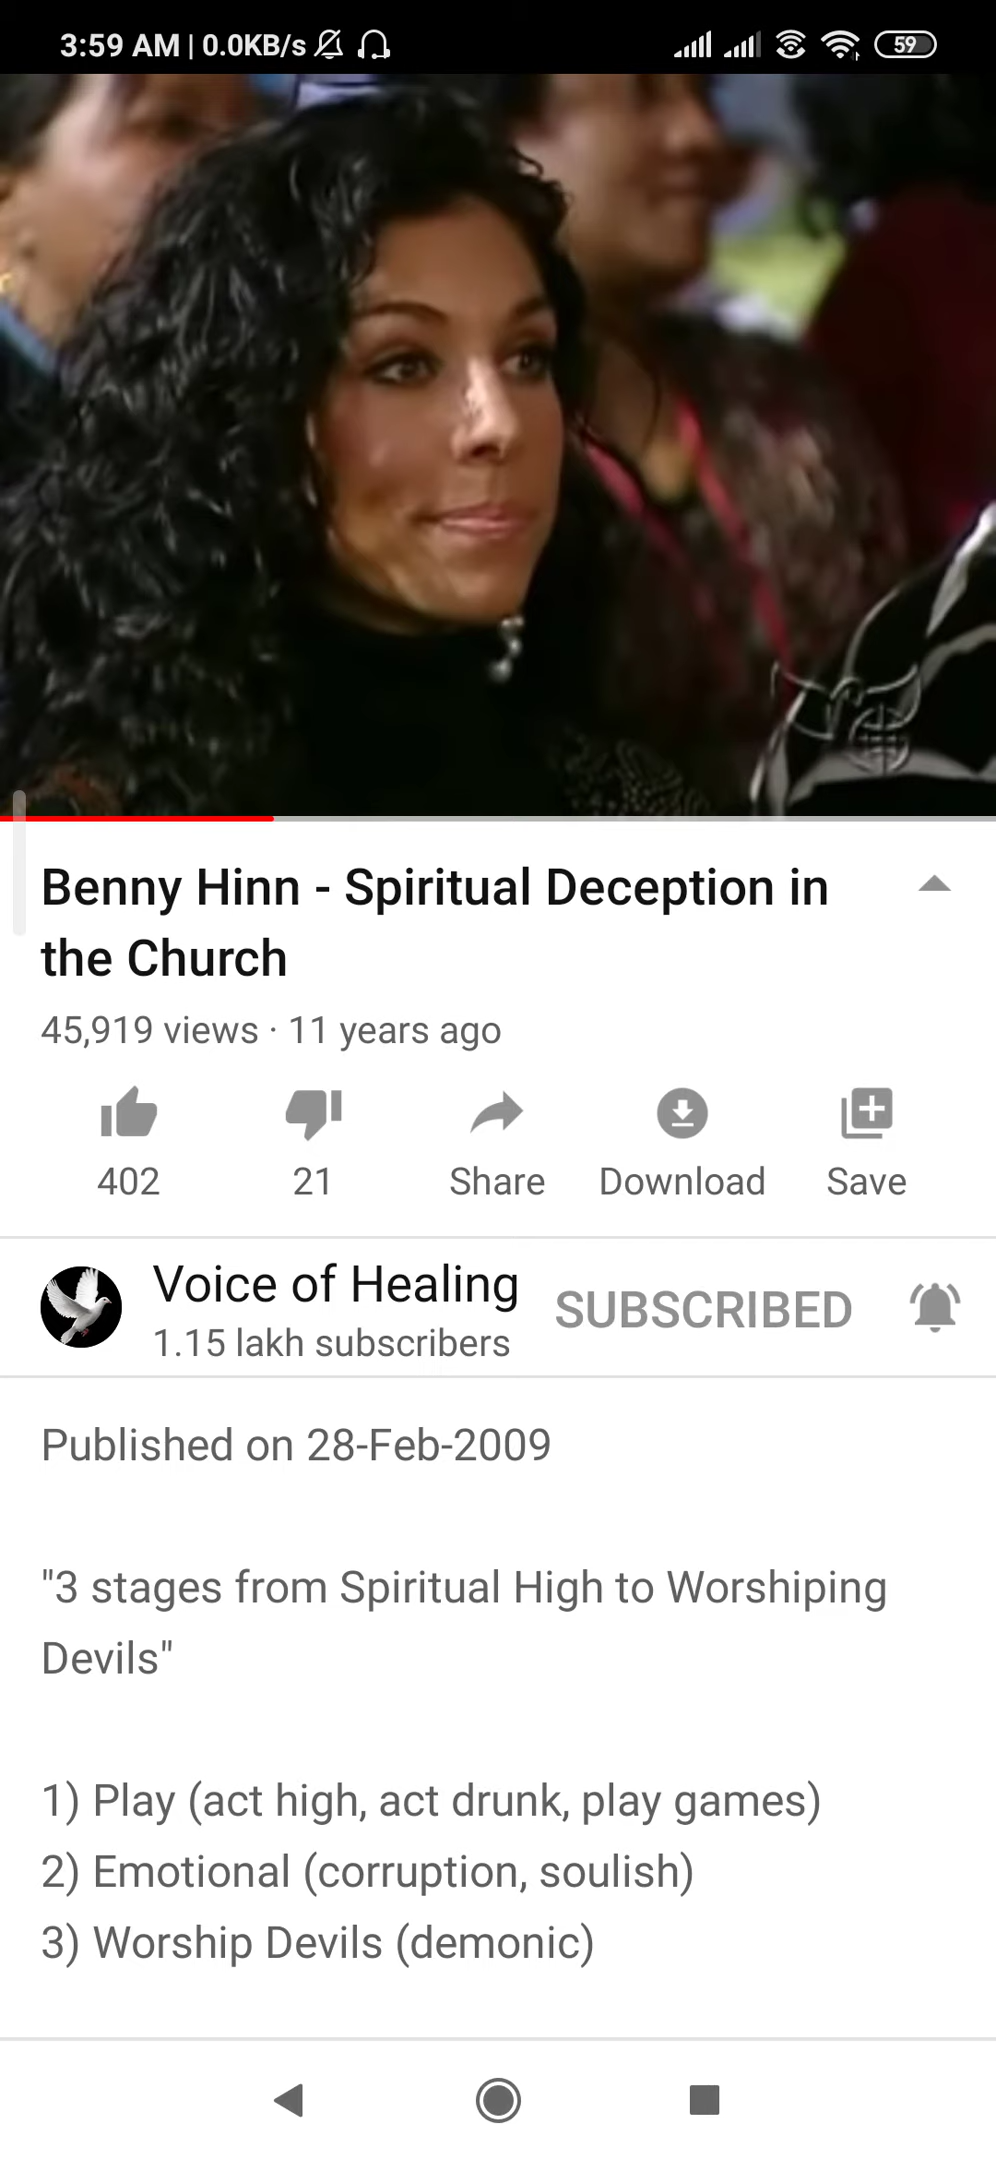 3:59 AM | 0.0KB/s
59
Benny Hinn - Spiritual Deception in
the Church
45,919 views · 11 years ago
402
21
Share
Download
Save
Voice of Healing
1.15 lakh subscribers
SUBSCRIBED
Published on 28-Feb-2009
"3 stages from Spiritual High to Worshiping
Devils"
1) Play (act high, act drunk, play games)
2) Emotional (corruption, soulish)
3) Worship Devils (demonic)